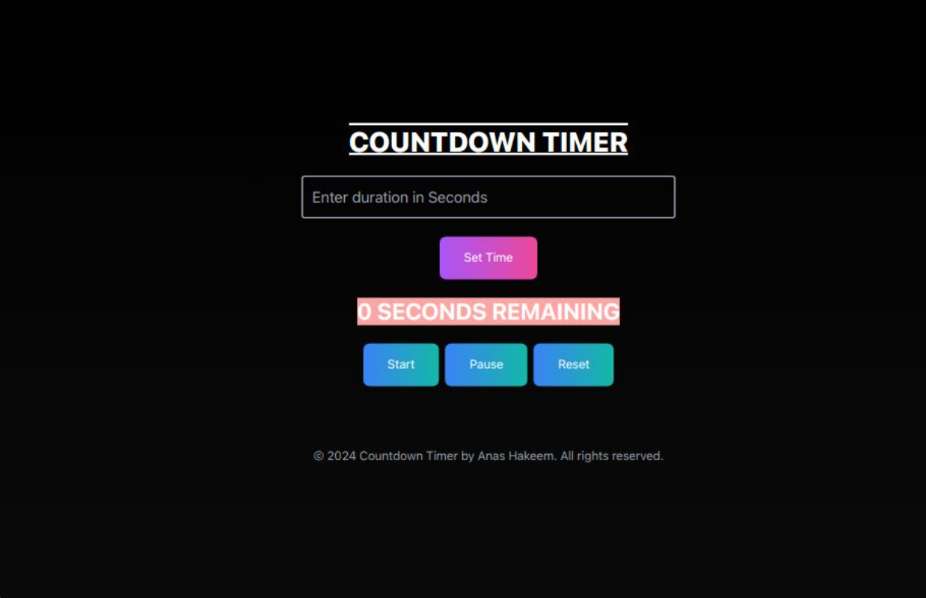 COUNTDOWN TIMER
Enter duration in Seconds
Set Time
0 SECONDS REMAINING
Start Pause Reset
© 2024 Countdown Timer by Anas Hakeem. All rights reserved.